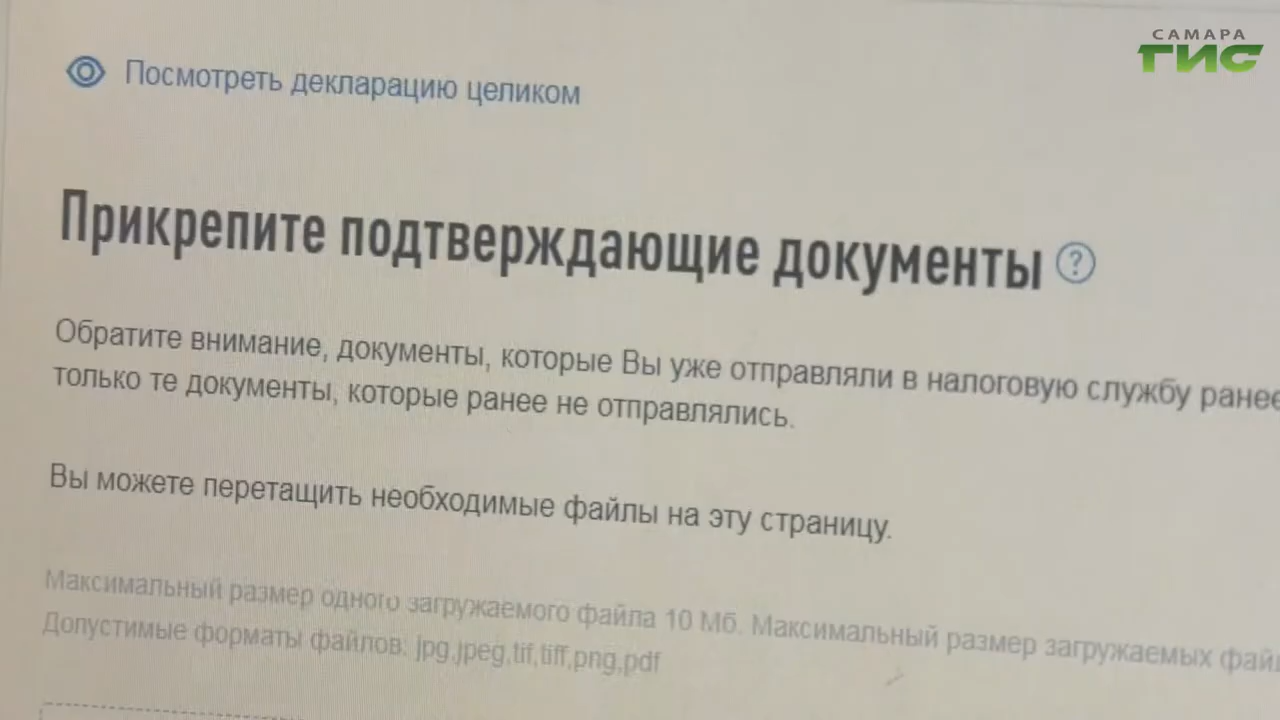 САМАРА
ГИС
Посмотреть декларацию целиком
Прикрепите подтверждающие документы ?
Обратите внимание, документы, которые Вы уже отправляли в налоговую службу ранее
только те документы, которые ранее не отправлялись.
Вы можете перетащить необходимые файлы на эту страницу.
Максимальный размер одного загружаемого файла 10 Мб. Максимальный размер загружаемых
Допустимые форматы файлов: jpg,jpeg,tif,tiff,png,pdf